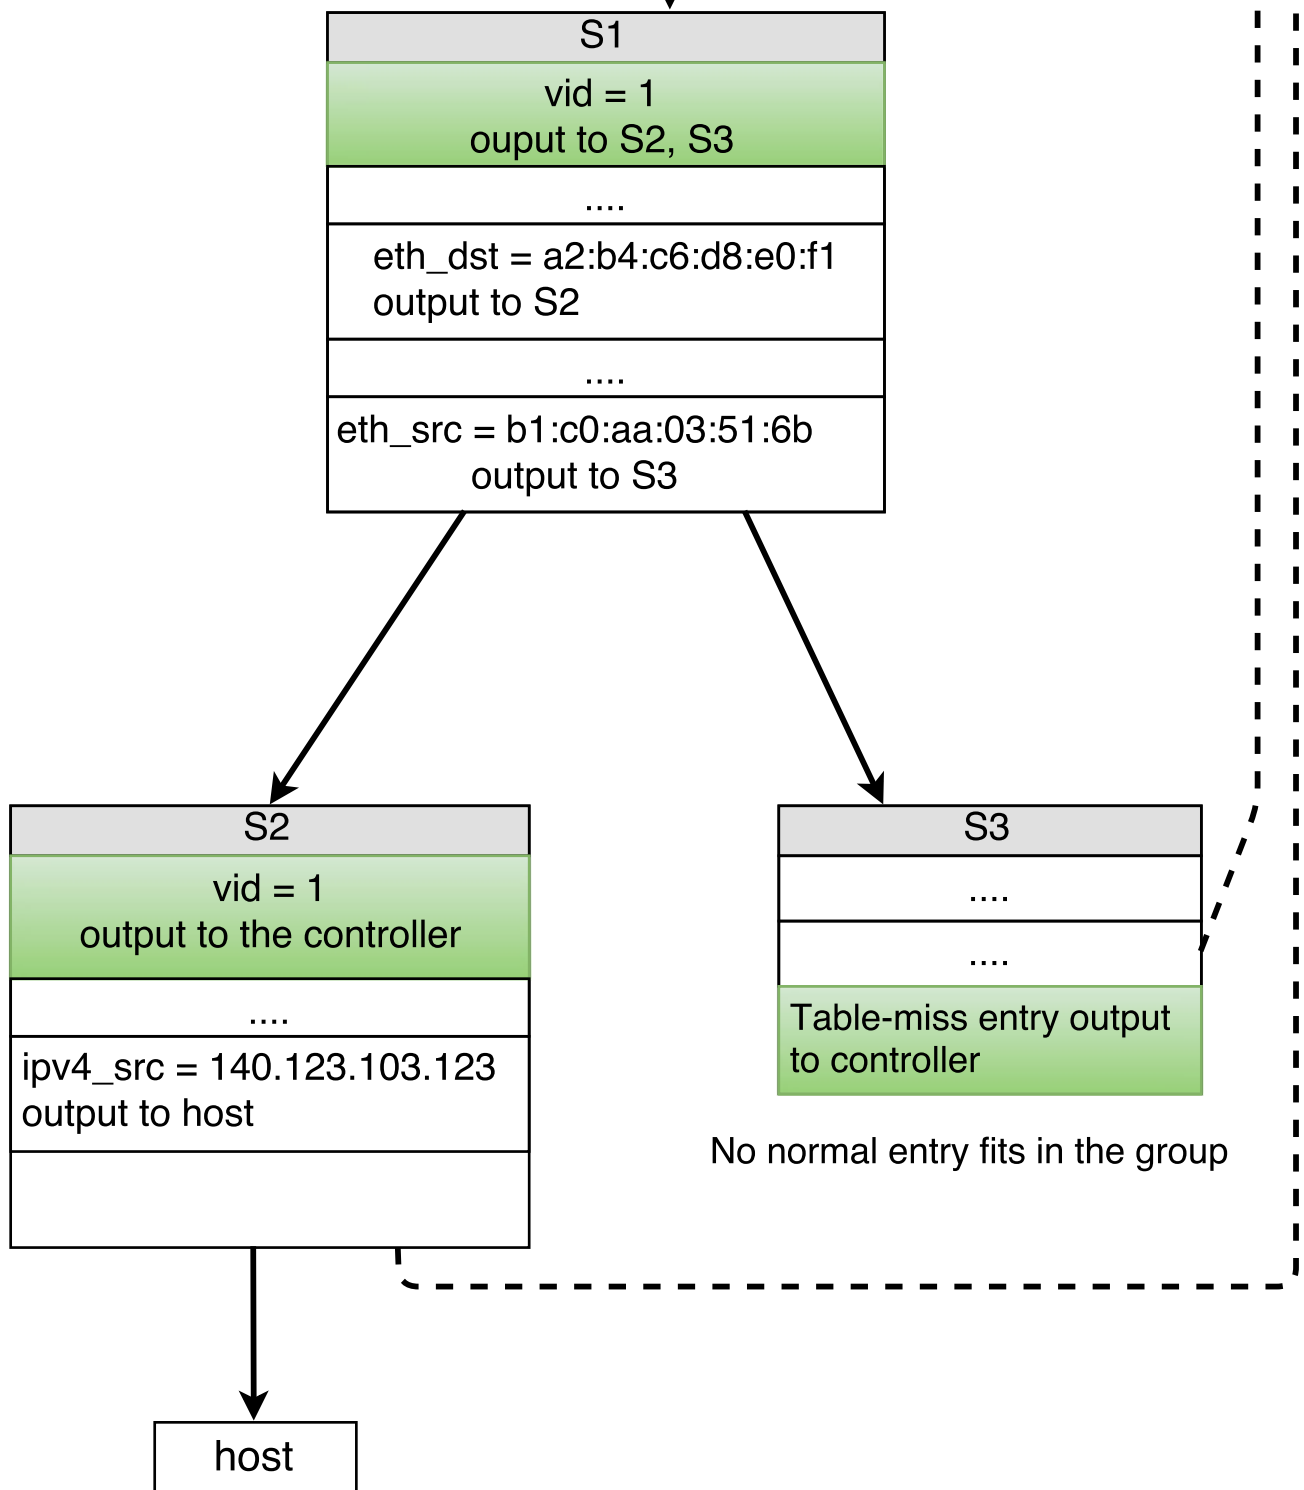 S1
vid = 1
ouput to S2, S3
....
eth_dst = a2:b4:c6:d8:e0:f1
output to S2
....
eth_src = b1:c0:aa:03:51:6b
output to S3
S2
vid = 1
output to the controller
....
ipv4_src = 140.123.103.123
output to host
S3
....
....
Table-miss entry output
to controller
No normal entry fits in the group
host